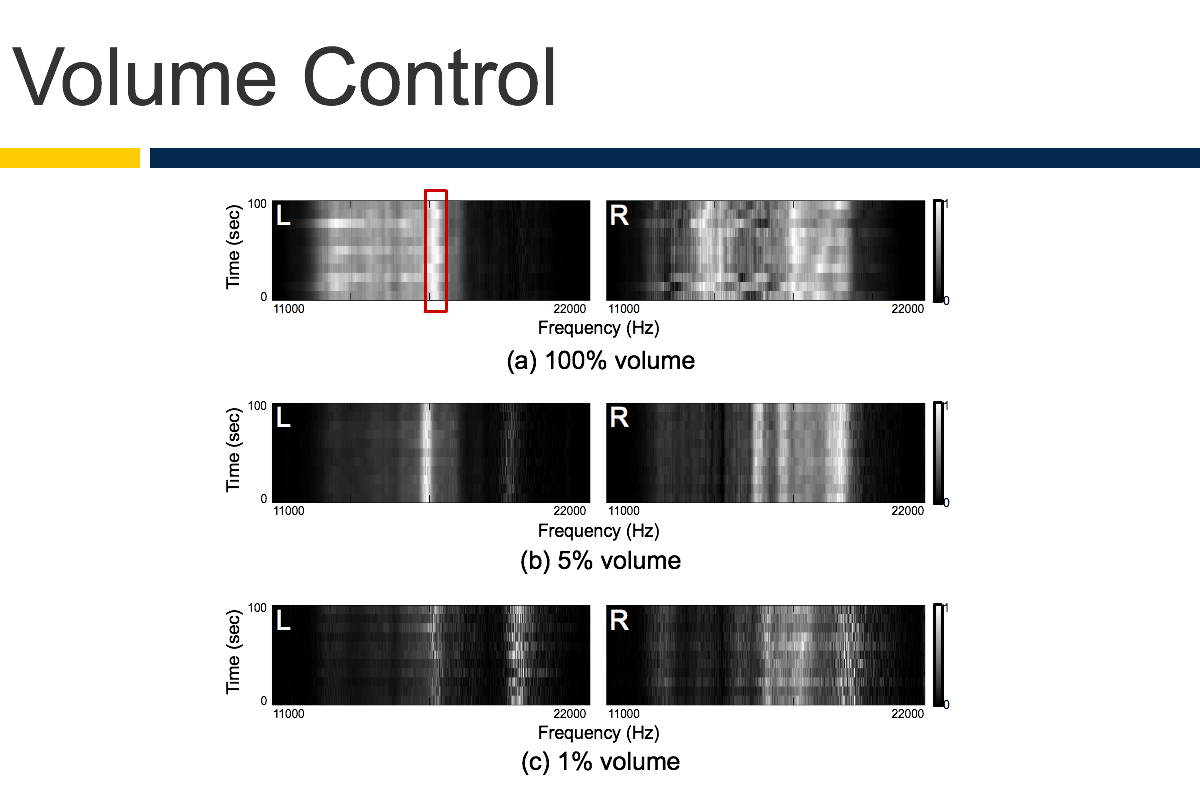 Volume Control
100
Time (sec)
0
L
R
1
0
11000
22000
11000
22000
Frequency (Hz)
(a) 100% volume
100
Time (sec)
0
L
R
1
0
11000
22000
11000
22000
Frequency (Hz)
(b) 5% volume
100
Time (sec)
0
L
R
1
0
11000
22000
11000
22000
Frequency (Hz)
(c) 1% volume